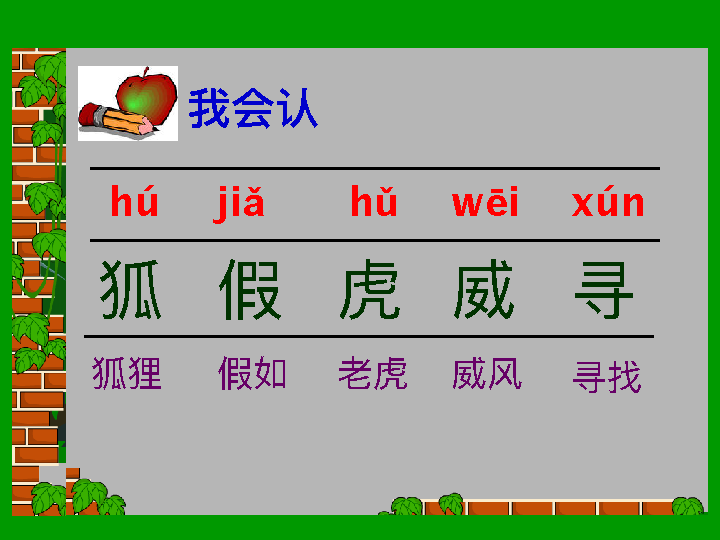 我会认
hú jiǎ hǔ wēi xún
狐 假 虎 威 寻
狐狸 假如 老虎 威风 寻找